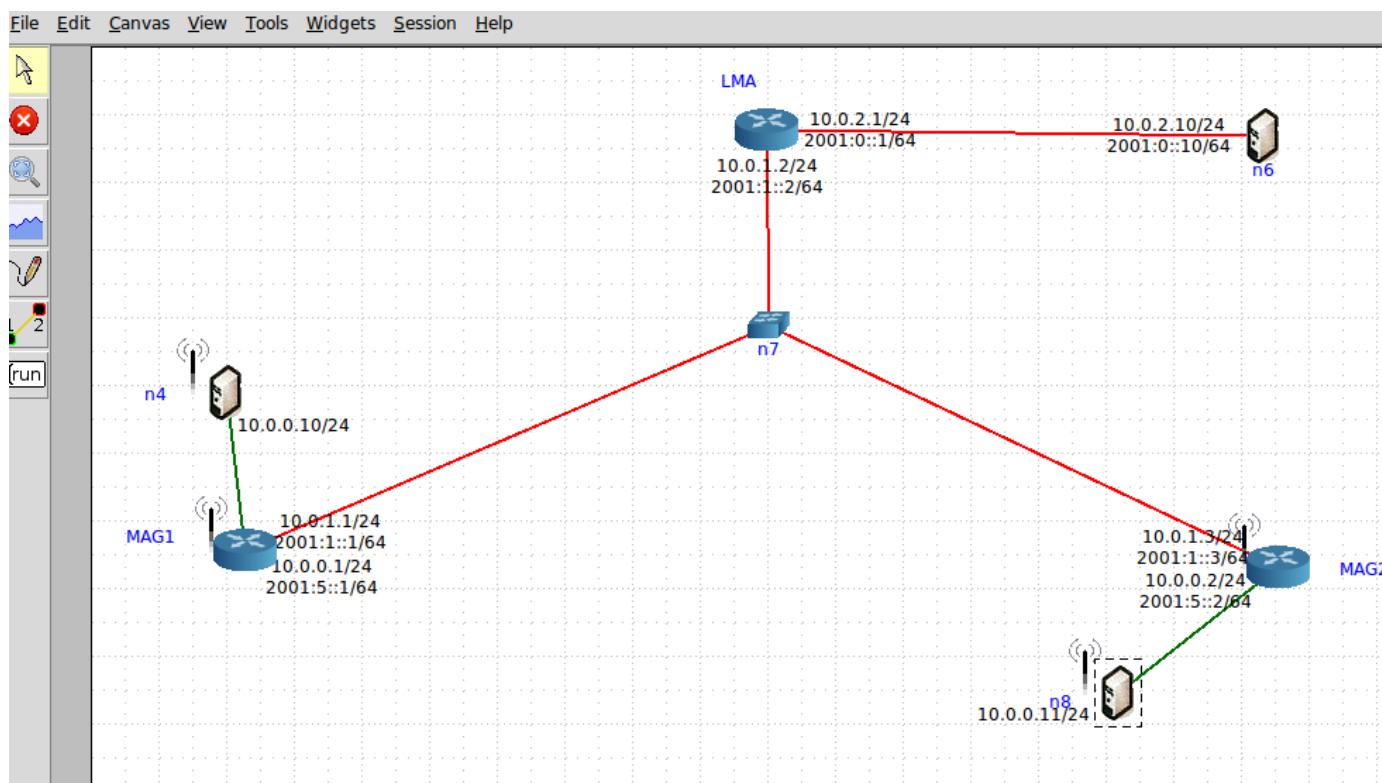 File Edit Canvas View Tools Widgets Session Help
LMA
10.0.2.1/24
2001:0::1/64
10.0.2.10/24
2001:0::10/64
n6
10.0.1.2/24
2001:1::2/64
n7
1 2
run
n4
10.0.0.10/24
MAG1
10.0.1.1/24
2001:1::1/64
10.0.0.1/24
2001:5::1/64
10.0.1.3/24
2001:1::3/64
10.0.0.2/24
2001:5::2/64
MAG2
n8
10.0.0.11/24